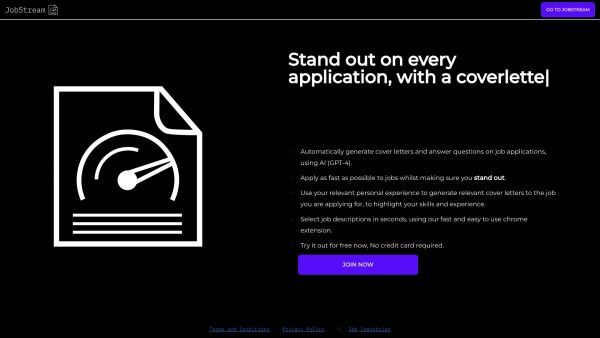 JobStream
GO TO JOBSTREAM
Stand out on every
application, with a coverlette|
Automatically generate cover letters and answer questions on job applications,
using AI (GPT-4).
Apply as fast as possible to jobs whilst making sure you stand out.
Use your relevant personal experience to generate relevant cover letters to the job
you are applying for, to highlight your skills and experience.
Select job descriptions in seconds, using our fast and easy to use chrome
extension.
Try It out for free now, No credit card required.
JOIN NOW
Terms and Conditions Privacy Policy Industries